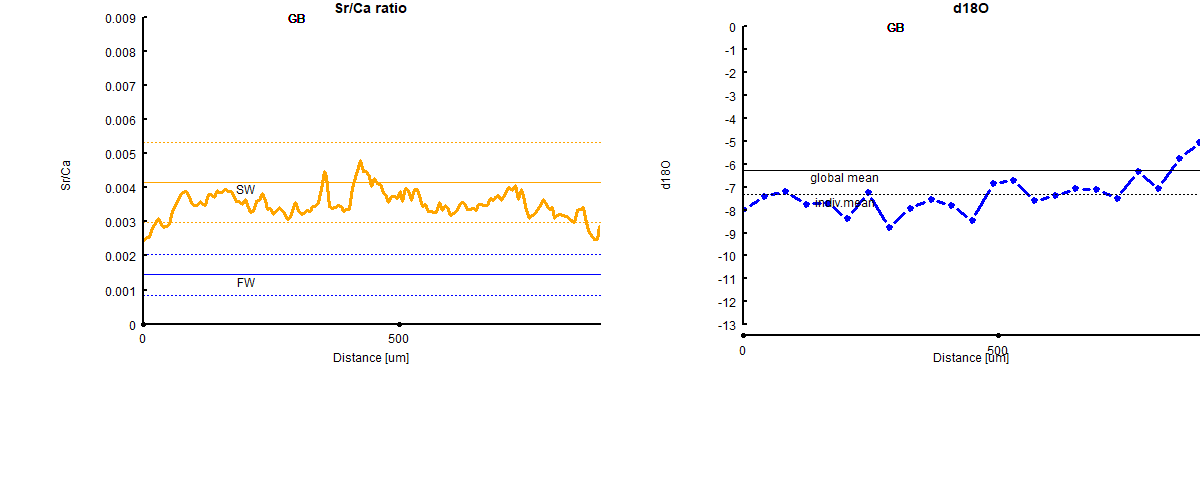 Sr/Ca ratio
GB
0.009
0.008
0.007
0.006
0.005
0.004
0.003
0.002
0.001
0
Sr/Ca
SW
FW
0
500
Distance [um]
d18O
GB
0
-1
-2
-3
-4
-5
-6
-7
-8
-9
-10
-11
-12
-13
d18O
global mean
indiv.mean
0
500
Distance [um]